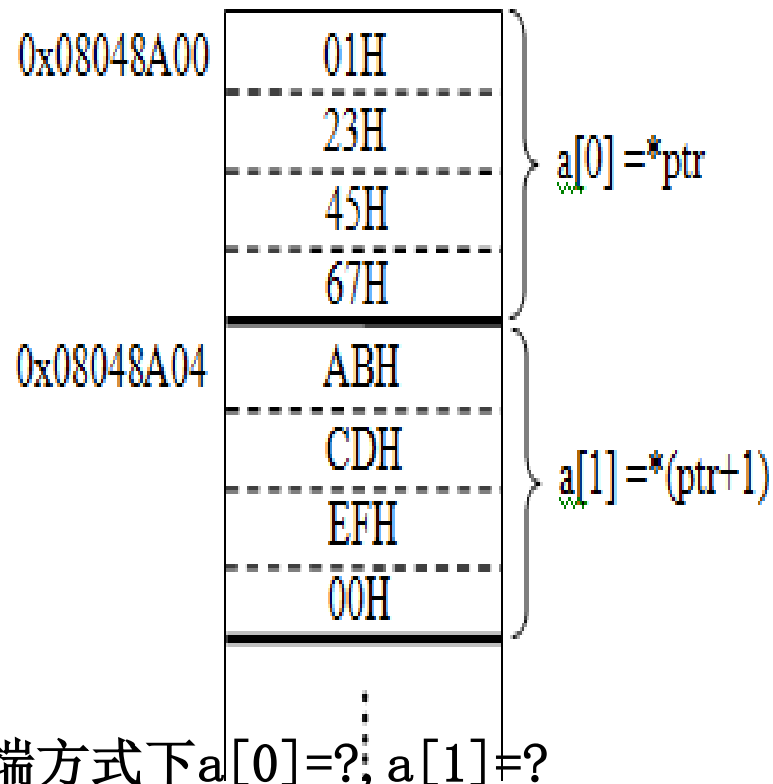 0x08048A00 01H
23H
a[0] =*ptr
45H
67H
0x08048A04 ABH
CDH
a[1] =*(ptr+1)
EFH
00H
端方式下a[0]=?, a[1]=?